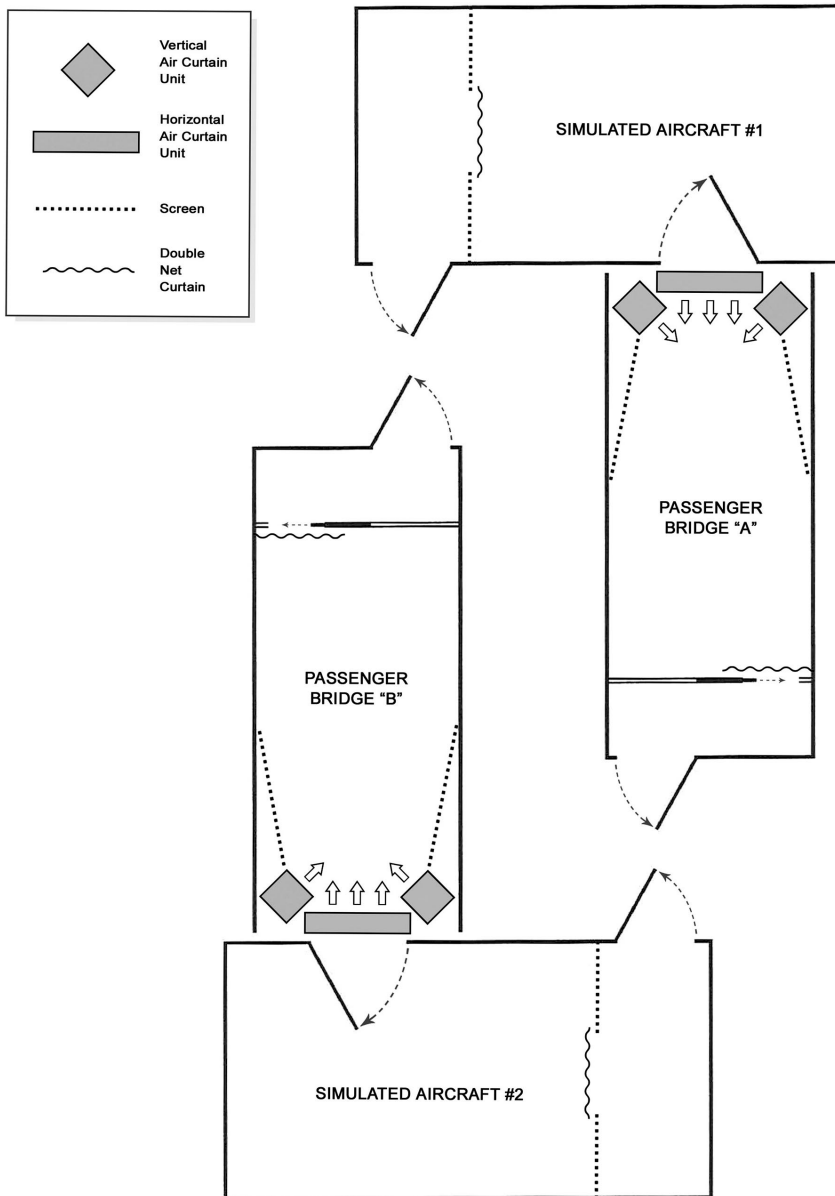 Vertical
Air Curtain
Unit
Horizontal
Air Curtain
Unit
Screen
Double
Net
Curtain
SIMULATED AIRCRAFT #1
PASSENGER
BRIDGE “A”
PASSENGER
BRIDGE “B”
SIMULATED AIRCRAFT #2